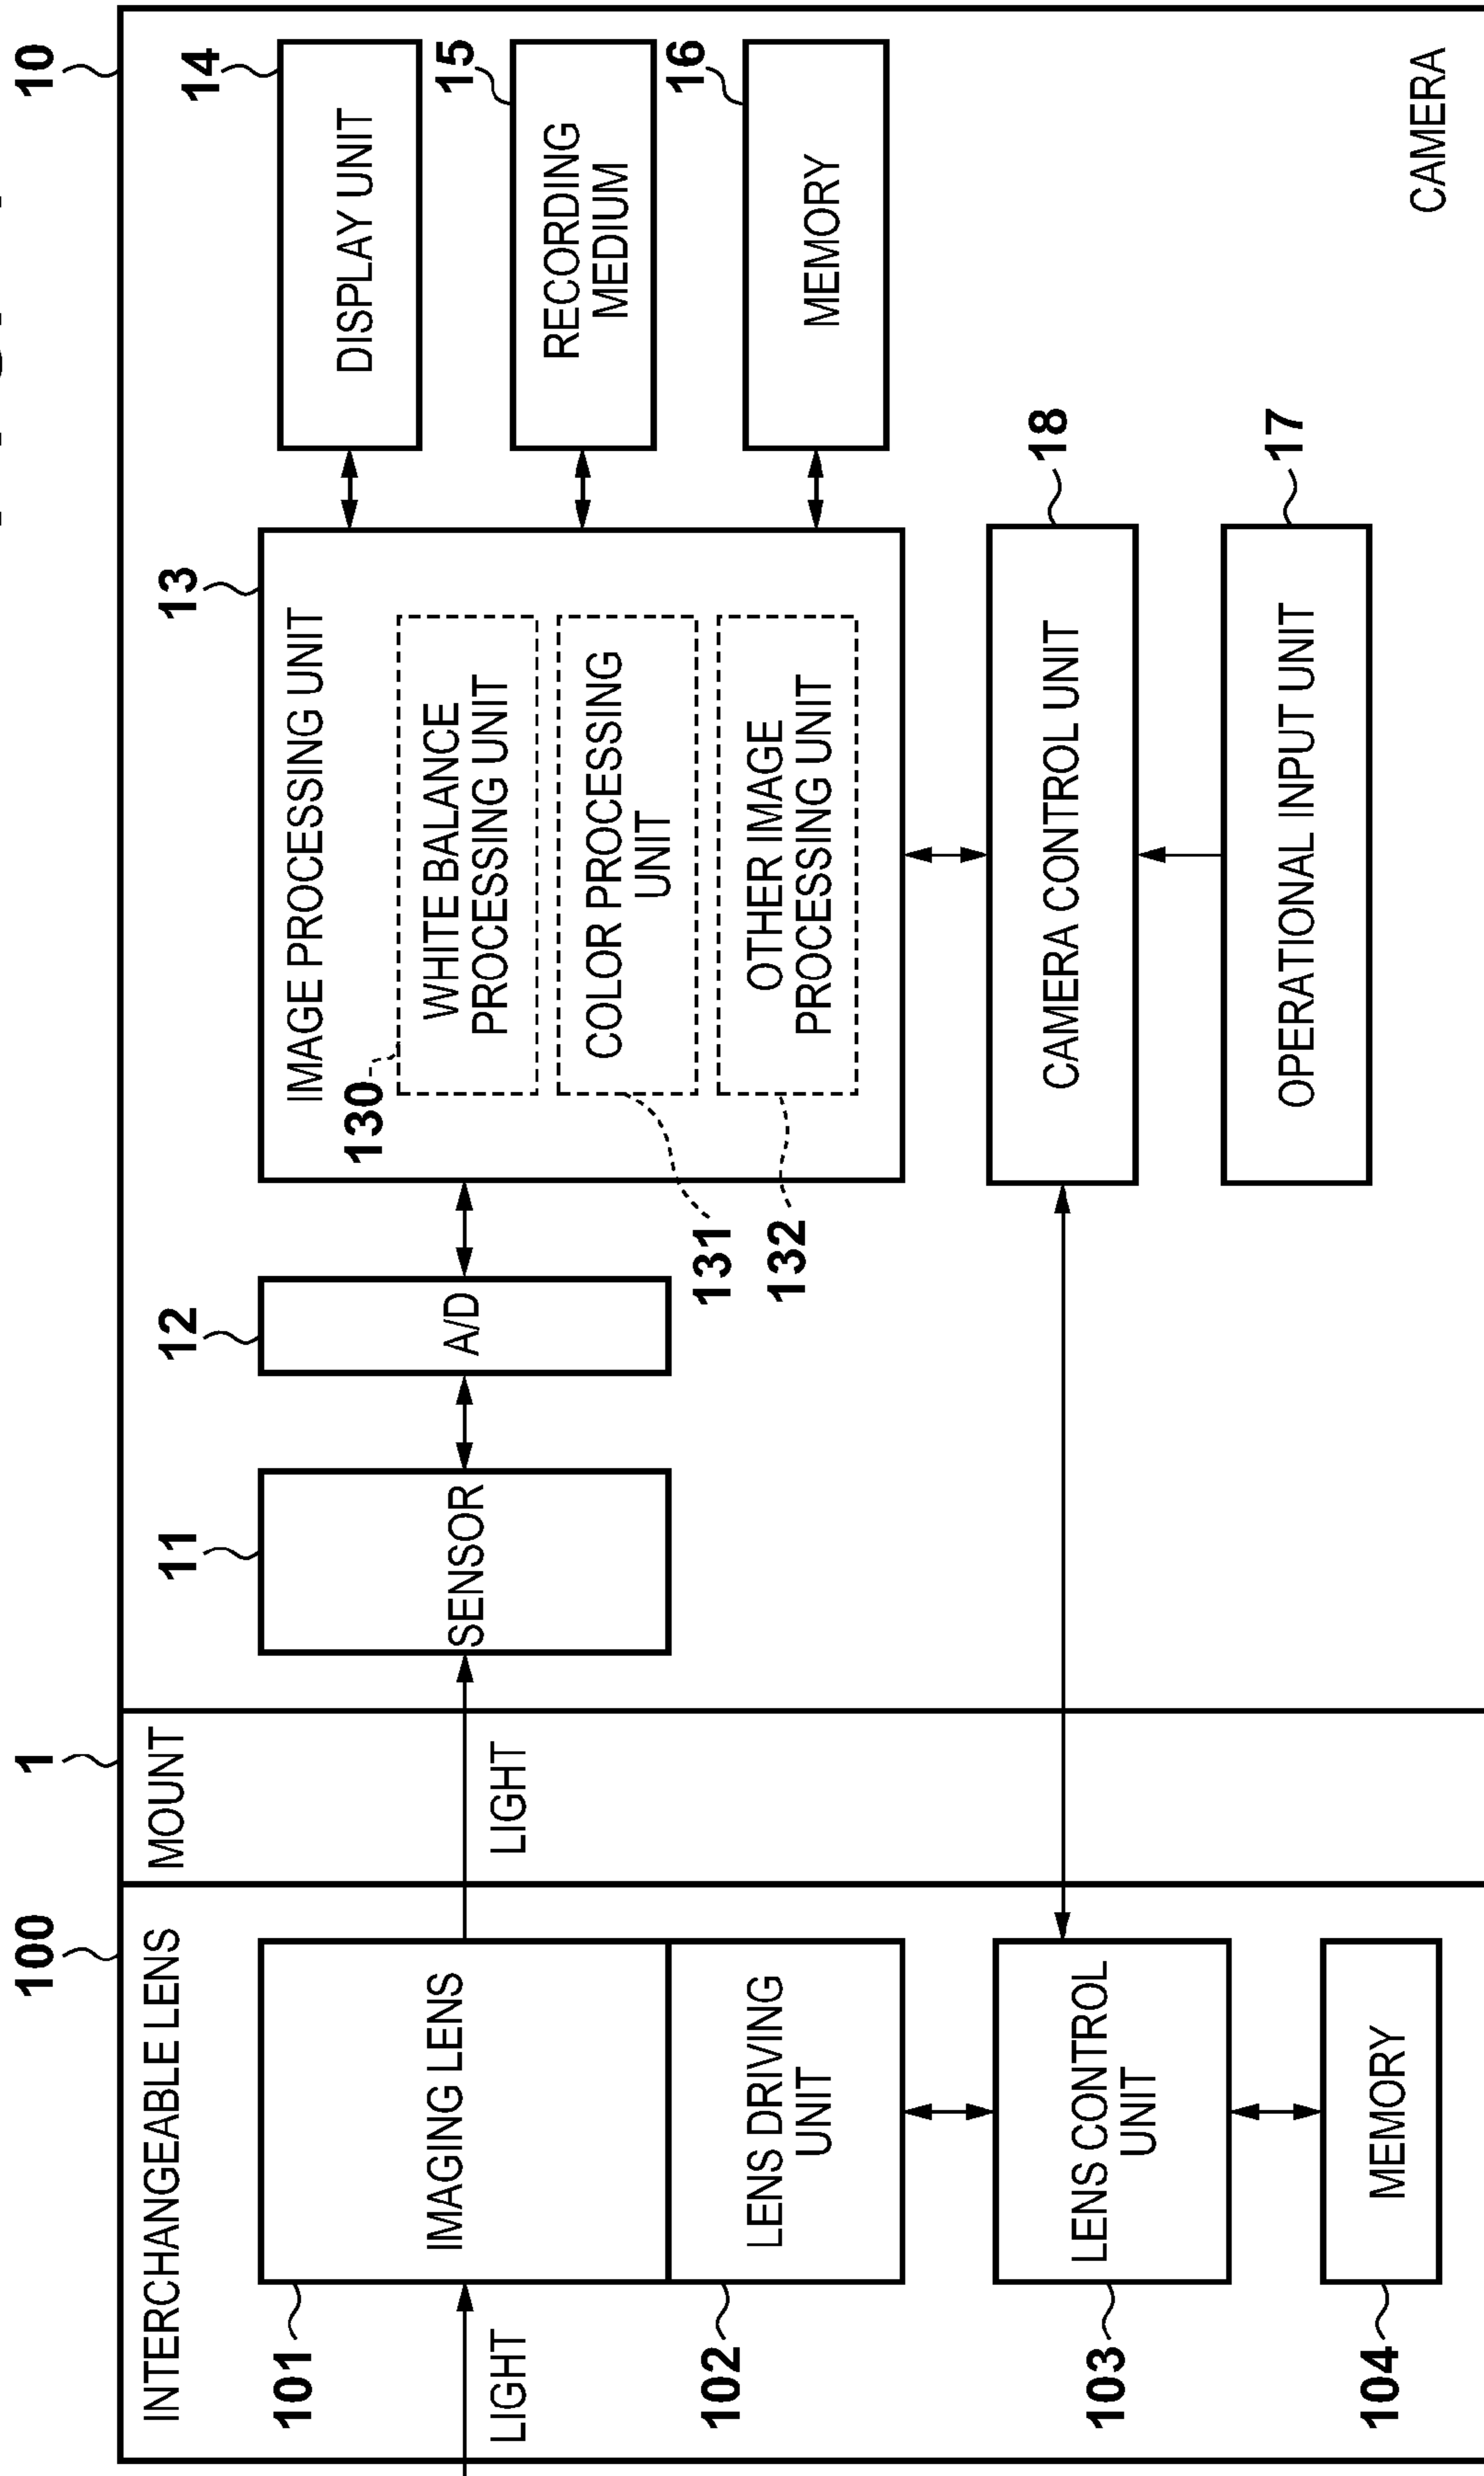 100
1
10
INTERCHANGEABLE LENS
MOUNT
101
IMAGING LENS
LIGHT
LIGHT
102
LENS DRIVING
UNIT
103
LENS CONTROL
UNIT
104
MEMORY
11
SENSOR
12
A/D
13
IMAGE PROCESSING UNIT
130
WHITE BALANCE
PROCESSING UNIT
131
COLOR PROCESSING
UNIT
132
OTHER IMAGE
PROCESSING UNIT
14
DISPLAY UNIT
15
RECORDING
MEDIUM
16
MEMORY
18
CAMERA CONTROL UNIT
17
OPERATIONAL INPUT UNIT
CAMERA